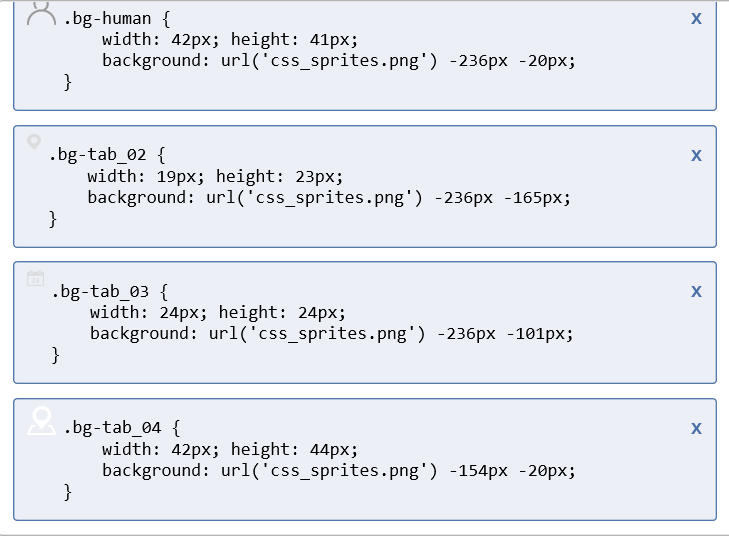 .bg-human {
X
width: 42px; height: 41px;
background: url('css_sprites.png') -236px -20px;
}
.bg-tab_02 {
X
width: 19px; height: 23px;
background: url('css_sprites.png') -236px -165px;
}
.bg-tab_03 {
X
width: 24px; height: 24px;
background: url('css_sprites.png') -236px -101px;
}
.bg-tab_04 {
X
width: 42px; height: 44px;
background: url('css_sprites.png') -154px -20px;
}